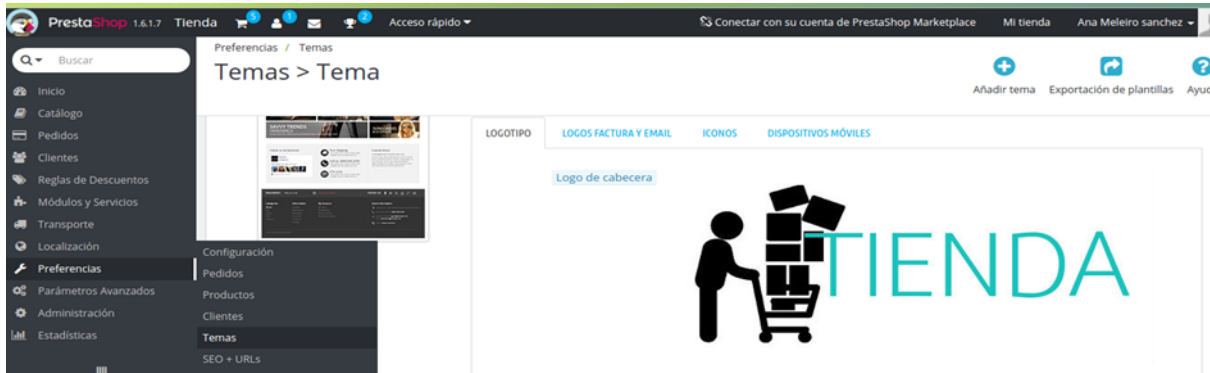 PrestaShop 1.6.1.7 Tienda 5 1 2 Acceso rápido Conectar con su cuenta de PrestaShop Marketplace Mi tienda Ana Meleiro sanchez
Buscar
Inicio
Catálogo
Pedidos
Clientes
Reglas de Descuentos
Módulos y Servicios
Transporte
Localización
Preferencias
Parámetros Avanzados
Administración
Estadísticas
Configuración
Pedidos
Productos
Clientes
Temas
SEO + URLs
Preferencias / Temas
Temas > Tema
Añadir tema Exportación de plantillas Ayuc
SAVVY TRENDS
LOGOTIPO LOGOS FACTURA Y EMAIL ICONOS DISPOSITIVOS MÓVILES
Logo de cabecera
TIENDA